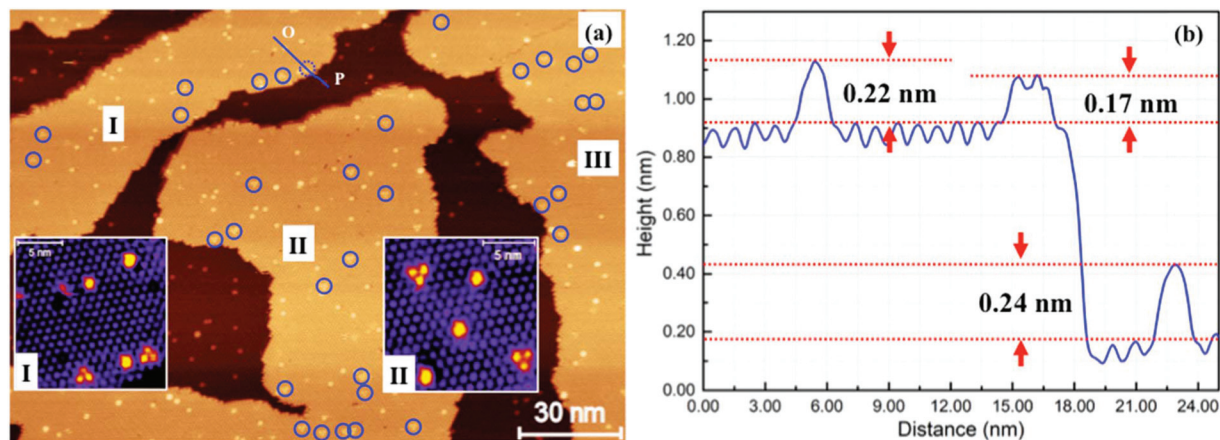 (a)
O
P
I
III
II
5 nm
5 nm
I
II
30 nm
(b)
1.20
1.00
0.80
0.60
0.40
0.20
0.00
Height (nm)
0.22 nm
0.17 nm
0.24 nm
0.00 3.00 6.00 9.00 12.00 15.00 18.00 21.00 24.00
Distance (nm)